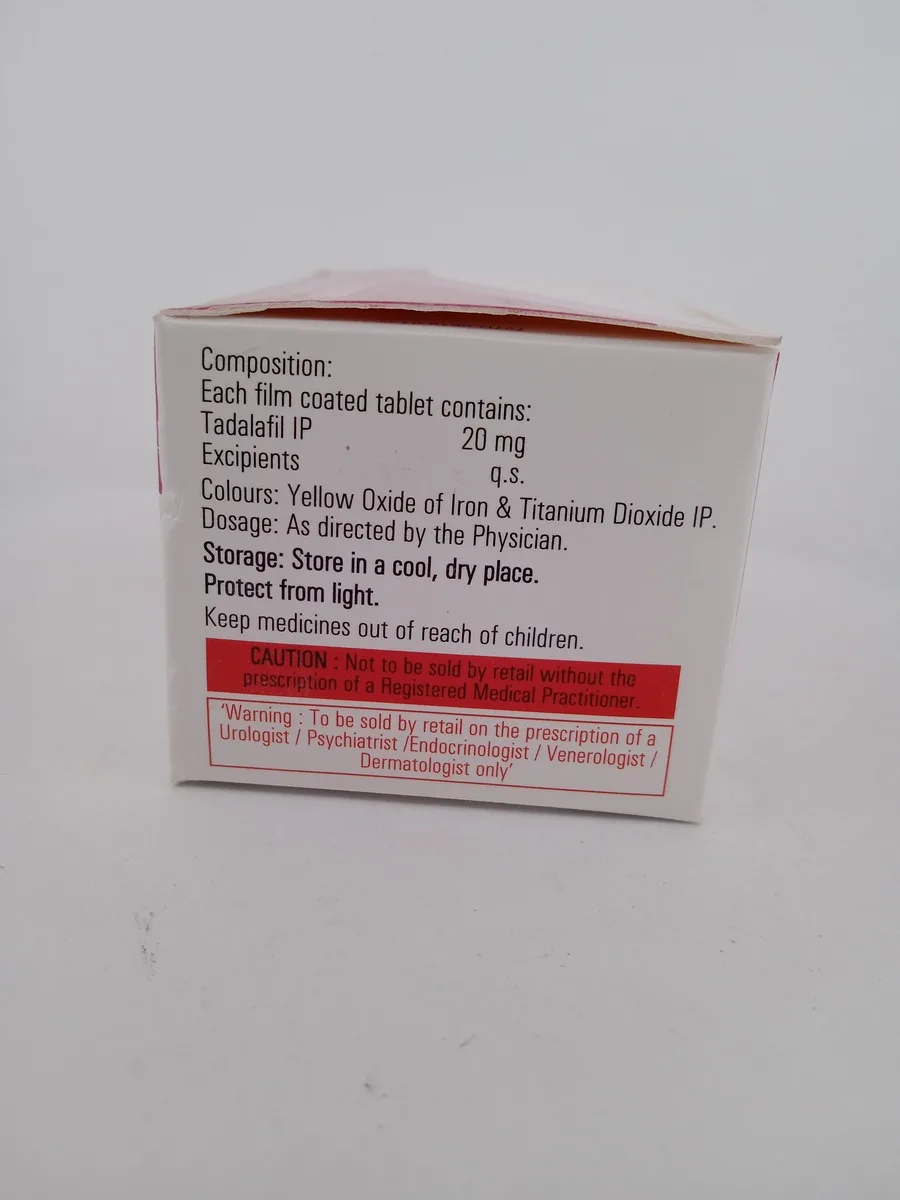 Composition:
Each film coated tablet contains:
Tadalafil IP 20 mg
Excipients q.s.
Colours: Yellow Oxide of Iron & Titanium Dioxide IP.
Dosage: As directed by the Physician.
Storage: Store in a cool, dry place.
Protect from light.
Keep medicines out of reach of children.
CAUTION : Not to be sold by retail without the
prescription of a Registered Medical Practitioner.
'Warning : To be sold by retail on the prescription of a
Urologist / Psychiatrist /Endocrinologist / Venerologist /
Dermatologist only'